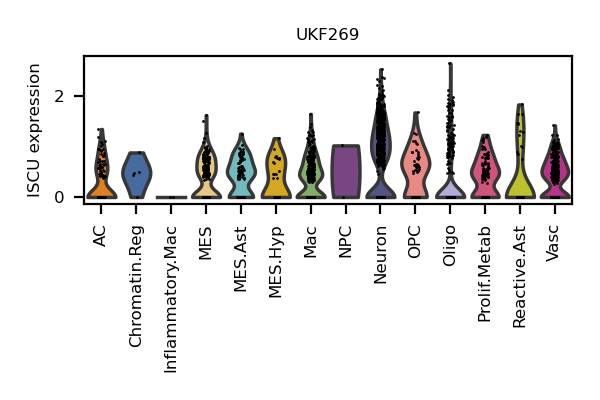 UKF269
ISCU expression
2
0
AC
Chromatin.Reg
Inflammatory.Mac
MES
MES.Ast
MES.Hyp
Mac
NPC
Neuron
OPC
Oligo
Prolif.Metab
Reactive.Ast
Vasc